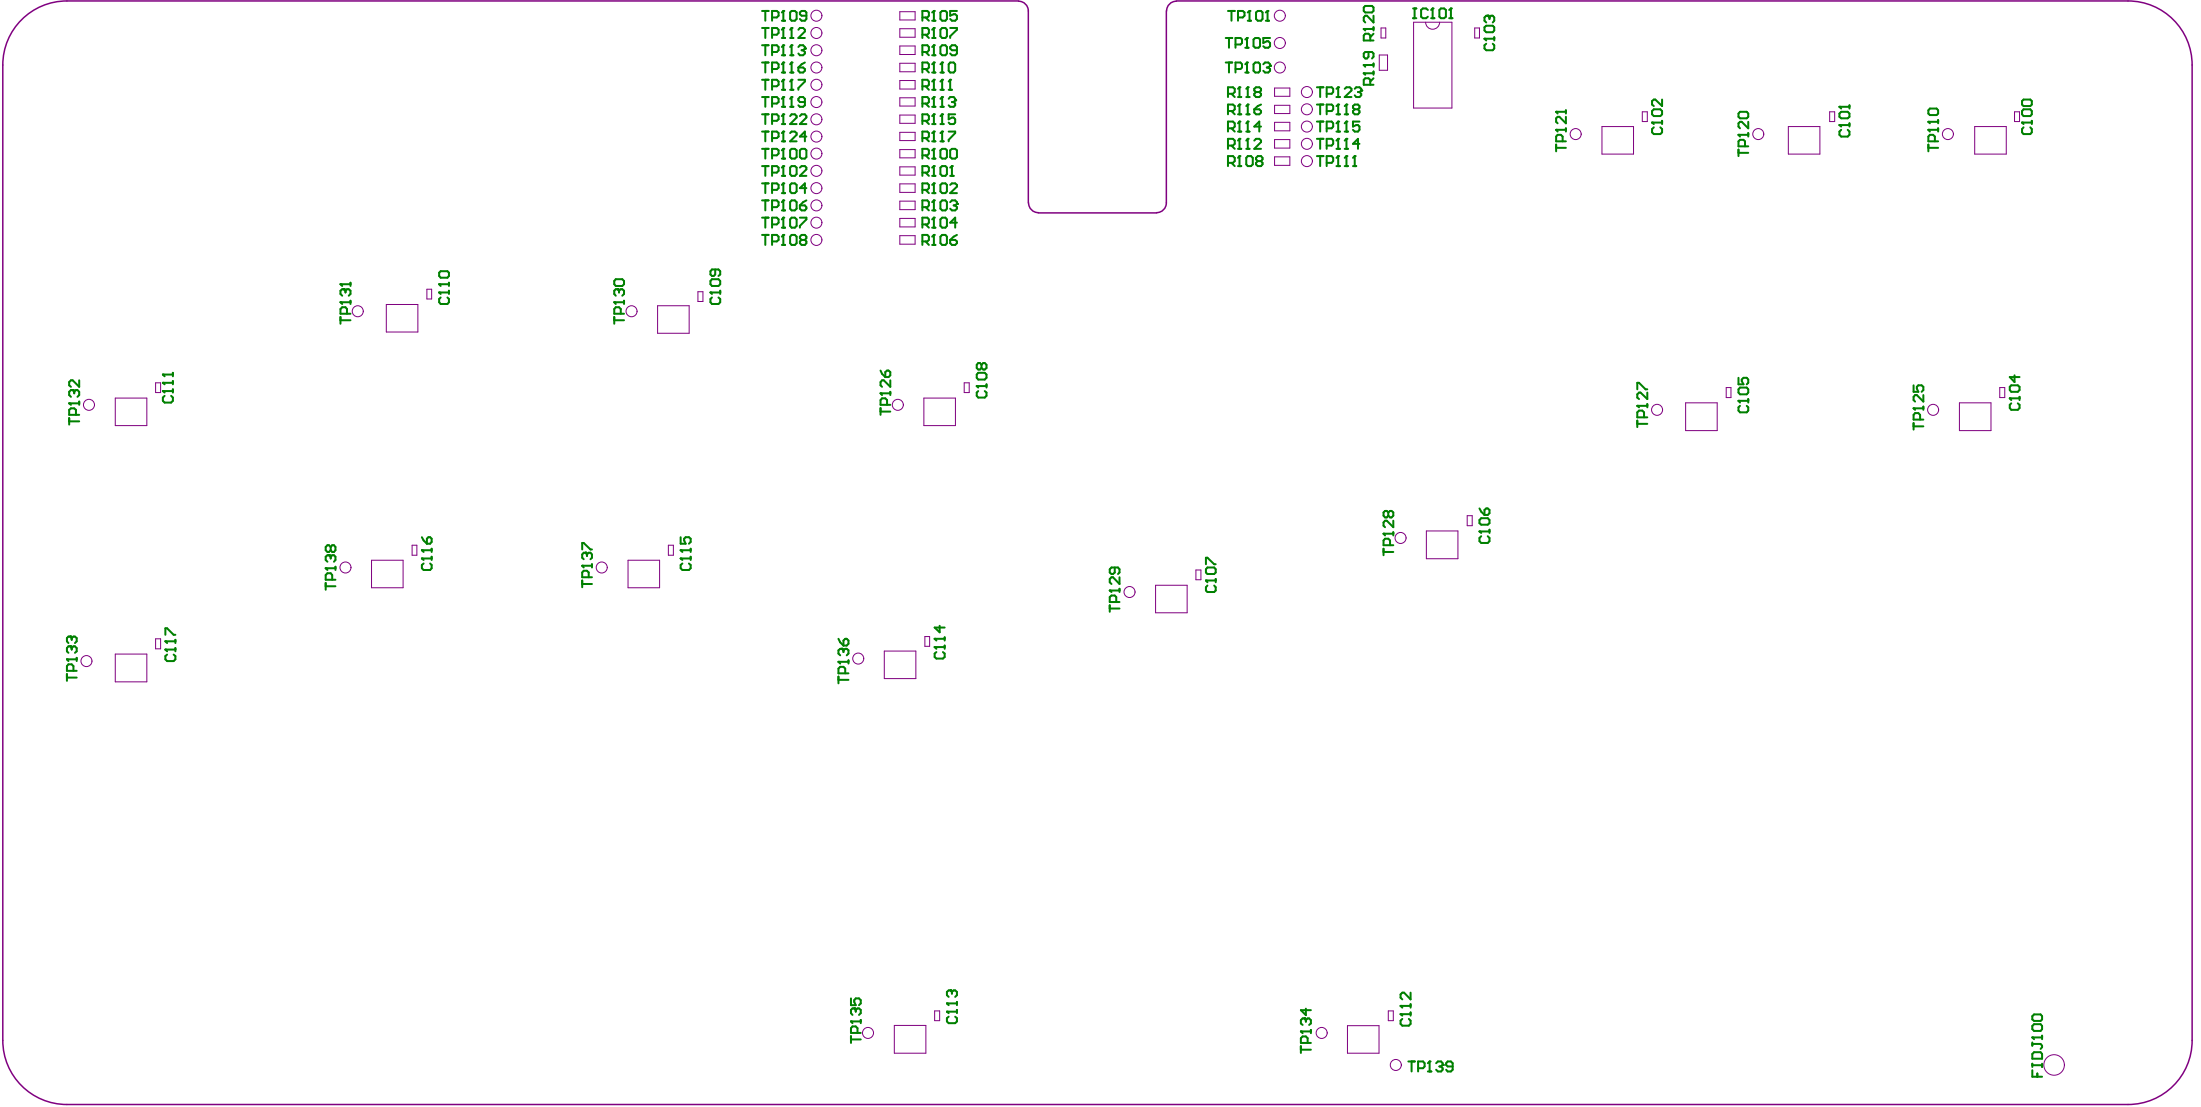 TP109 R105 TP101 IC101
TP112 R107 R120 C103
TP113 R109 TP105
TP116 R110 TP103 R119
TP117 R111
TP119 R113 R118 TP123
TP122 R115 R116 TP118
TP124 R117 R114 TP115
TP100 R100 R112 TP114
TP102 R101 R108 TP111
TP104 R102
TP106 R103
TP107 R104
TP108 R106
TP121 C102 TP120 C101 TP110 C100
TP131 C110 TP130 C109
TP132 C111 TP126 C108 TP127 C105 TP125 C104
TP138 C116 TP137 C115 TP129 C107 TP128 C106
TP133 C117 TP136 C114
TP135 C113 TP134 C112
TP139 FIDJ100